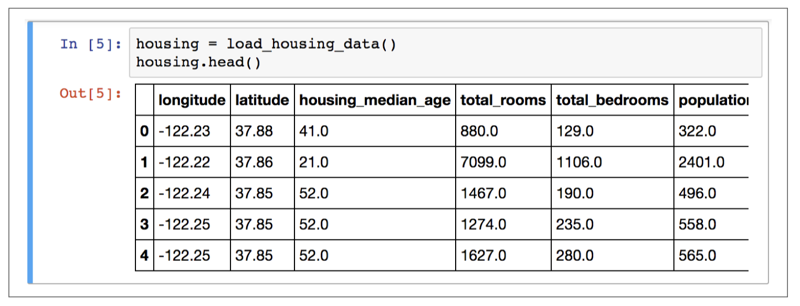 In [5]: housing = load_housing_data()
housing.head()
Out[5]:
longitude latitude housing_median_age total_rooms total_bedrooms population
0 -122.23 37.88 41.0 880.0 129.0 322.0
1 -122.22 37.86 21.0 7099.0 1106.0 2401.0
2 -122.24 37.85 52.0 1467.0 190.0 496.0
3 -122.25 37.85 52.0 1274.0 235.0 558.0
4 -122.25 37.85 52.0 1627.0 280.0 565.0